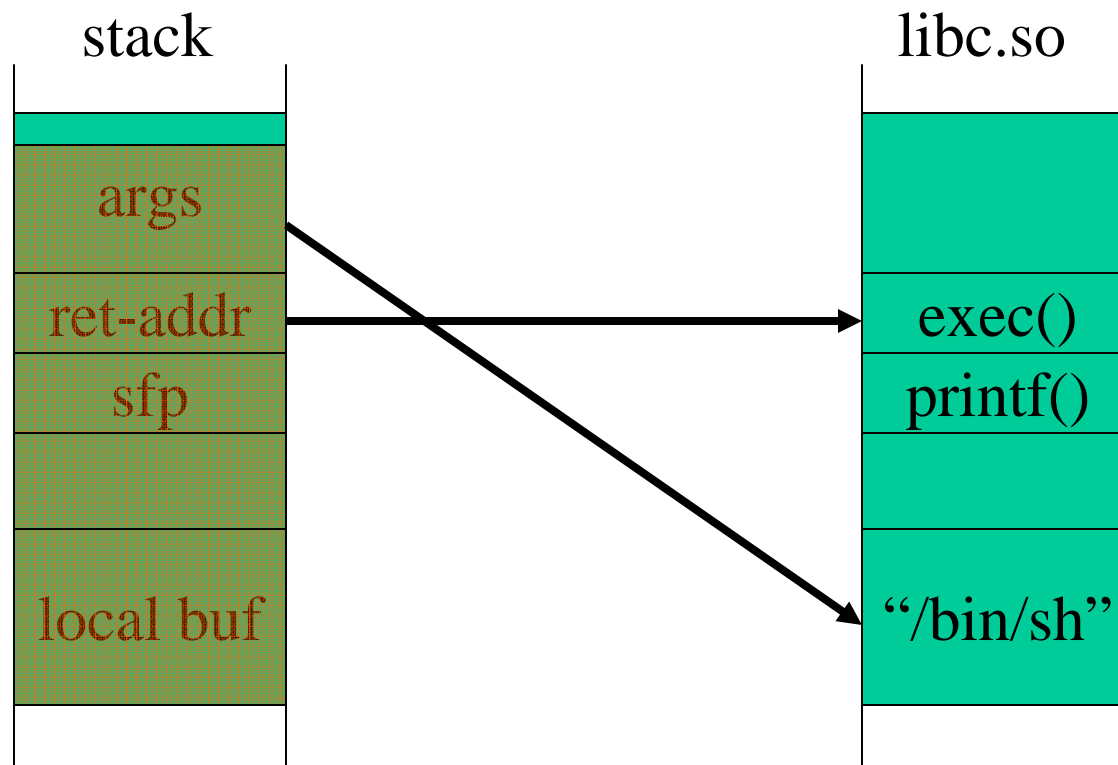 stack
args
ret-addr
sfp
local buf
libc.so
exec()
printf()
“/bin/sh”